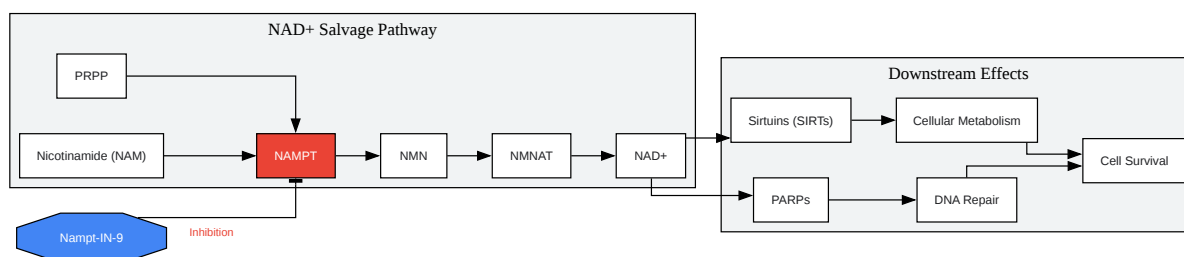 NAD+ Salvage Pathway
PRPP
Nicotinamide (NAM)
NAMPT
NMN
NMNAT
NAD+
Nampt-IN-9
Inhibition
Downstream Effects
Sirtuins (SIRTs)
Cellular Metabolism
Cell Survival
PARPs
DNA Repair